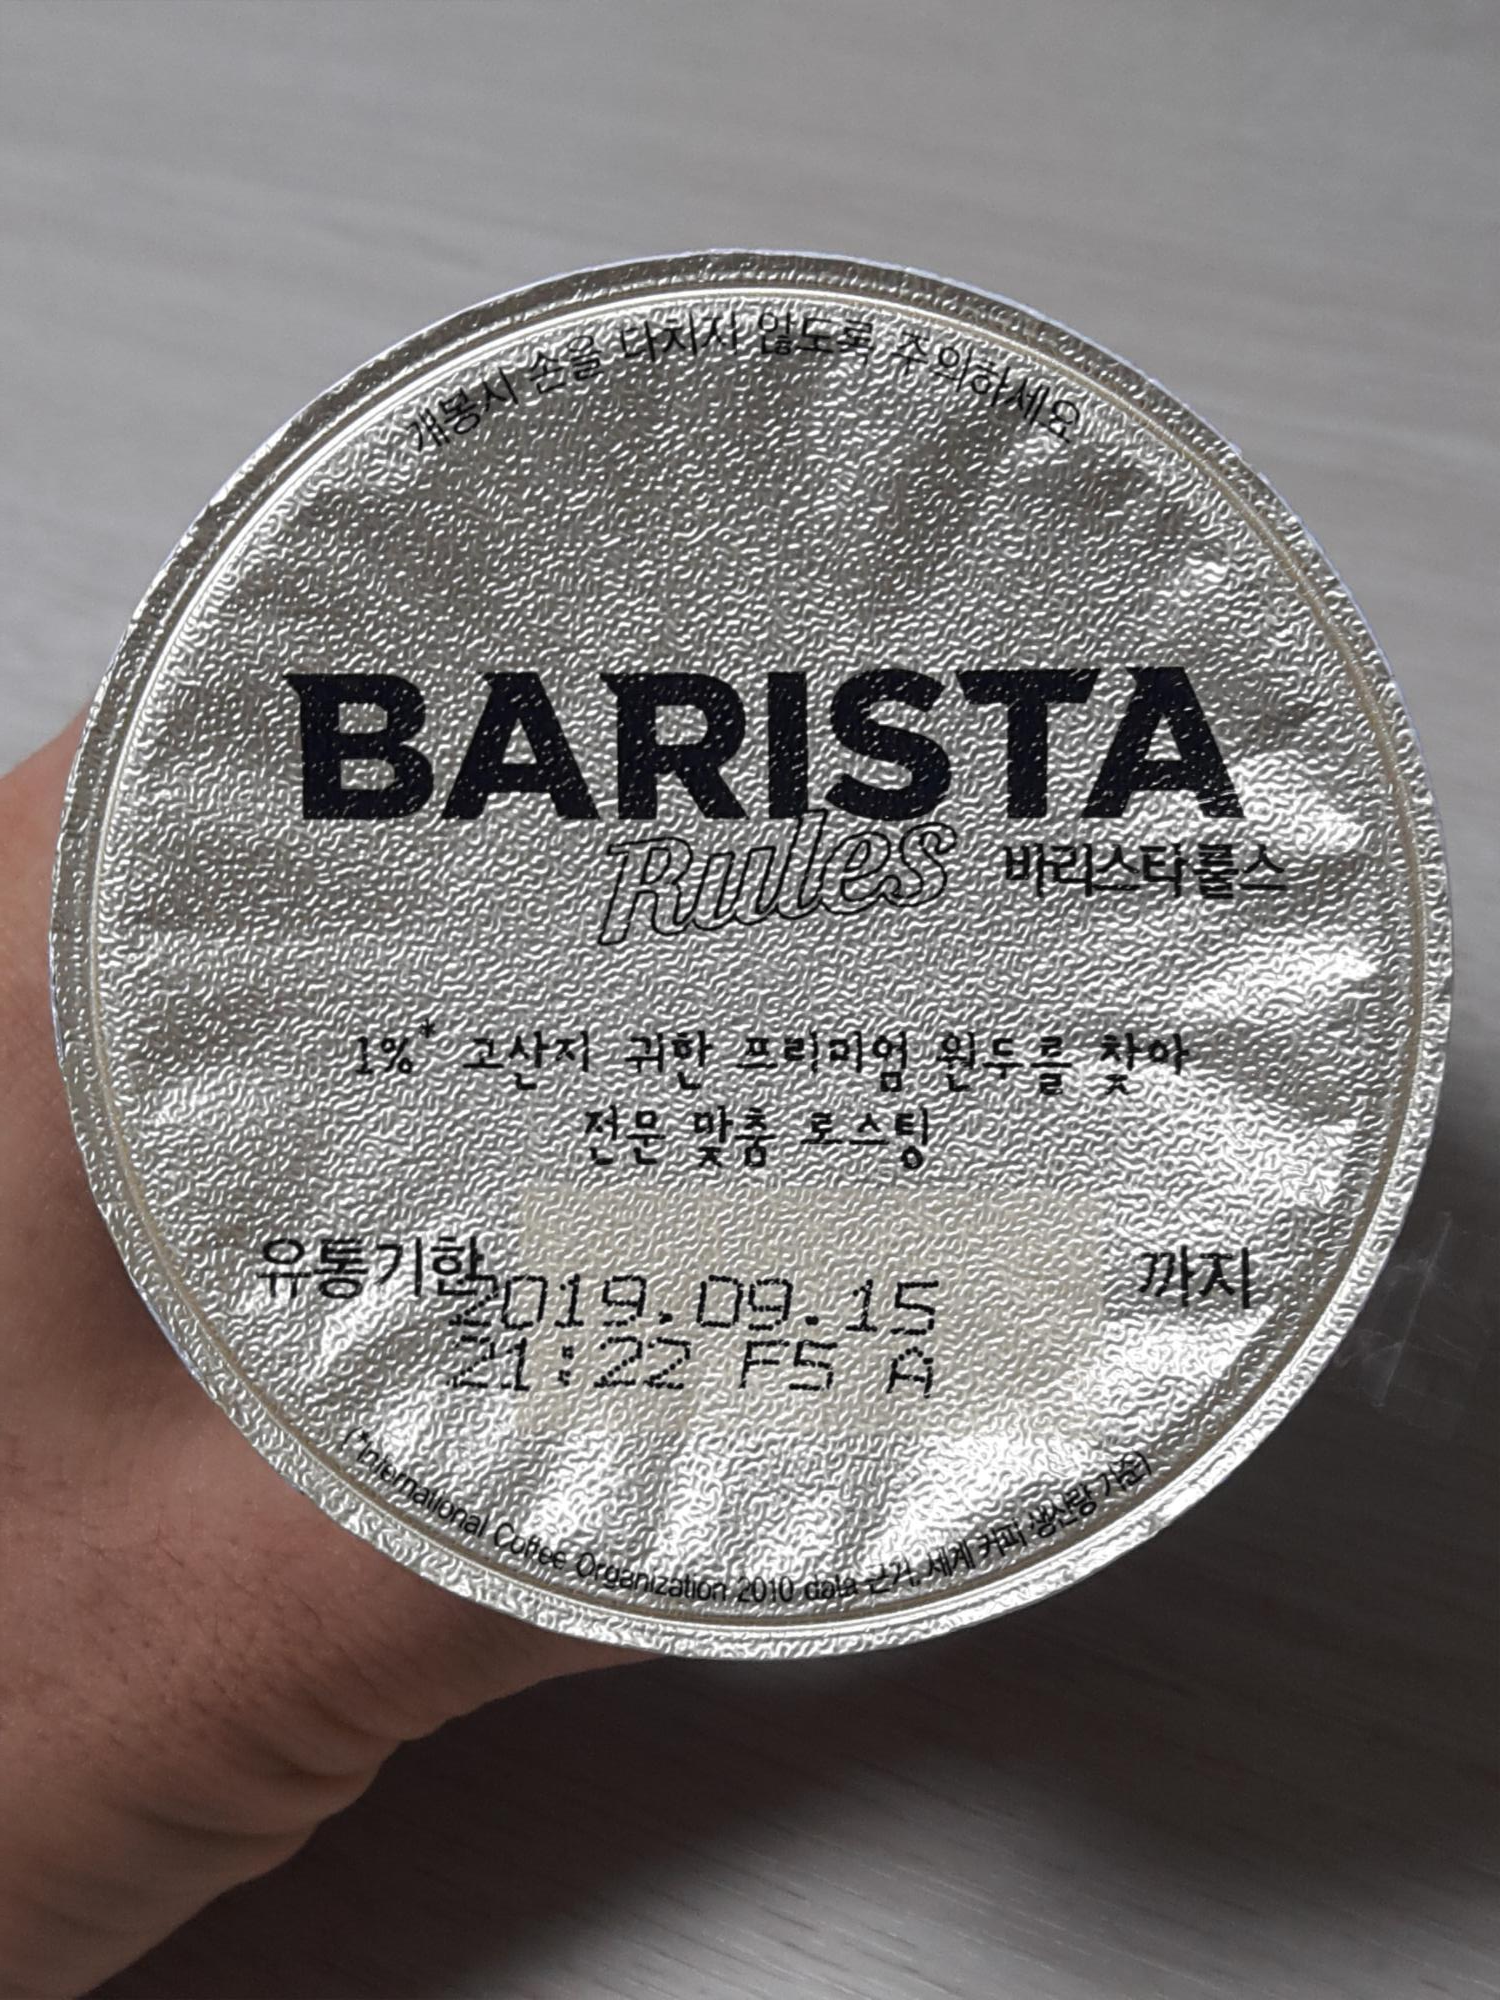 개봉시 손을 다치지 않도록 주의하세요
BARISTA
Rules 바리스타룰스
1%* 고산지 귀한 프리미엄 원두를 찾아
전문 맞춤 로스팅
유통기한 2019.09.15 까지
21:22 F5 A
(*International Coffee Organization 2010 data 근거, 세계 커피 생산량 기준)